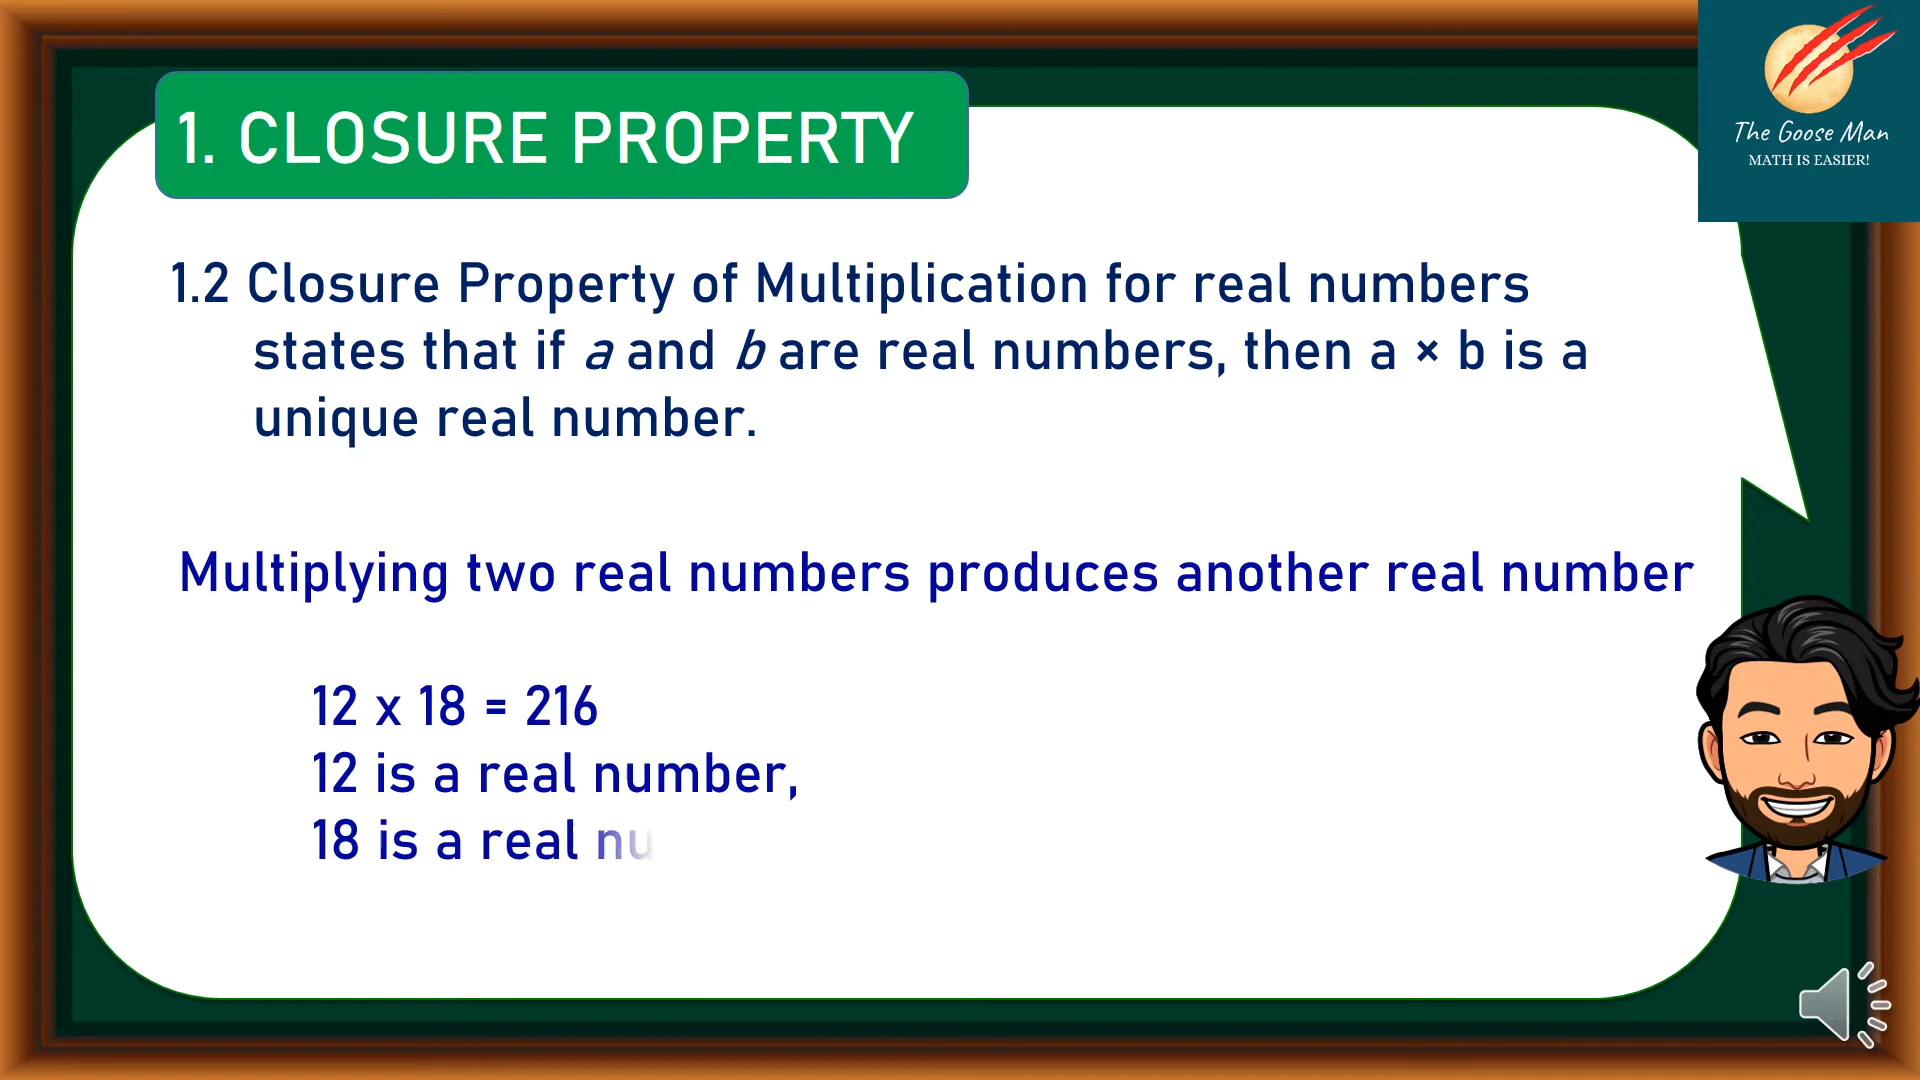 1. CLOSURE PROPERTY
The Goose Man
MATH IS EASIER!
1.2 Closure Property of Multiplication for real numbers
states that if a and b are real numbers, then a × b is a
unique real number.
Multiplying two real numbers produces another real number
12 x 18 = 216
12 is a real number,
18 is a real nu